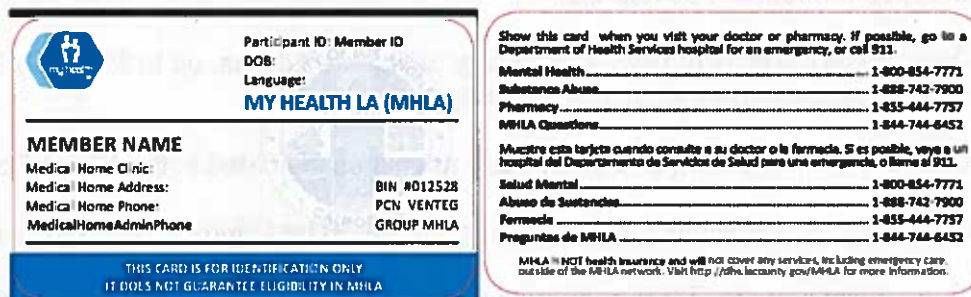 my health
Participant ID: Member ID
DOB:
Language:
MY HEALTH LA (MHLA)
MEMBER NAME
Medical Home Clinic:
Medical Home Address:
BIN #012528
Medical Home Phone:
PCN VENTEG
MedicalHomeAdminPhone
GROUP MHLA
THIS CARD IS FOR IDENTIFICATION ONLY
IT DOES NOT GUARANTEE ELIGIBILITY IN MHLA
Show this card when you visit your doctor or pharmacy. If possible, go to a
Department of Health Services hospital for an emergency, or call 911.
Mental Health 1-800-854-7771
Substance Abuse 1-888-742-7900
Pharmacy 1-855-444-7757
MHLA Questions 1-844-744-6452
Muestre esta tarjeta cuando consulte a su doctor o la farmacia. Si es posible, vaya a un
hospital del Departamento de Servicios de Salud para una emergencia, o llame al 911.
Salud Mental 1-800-854-7771
Abuso de Sustancias 1-888-742-7900
Farmacia 1-855-444-7757
Preguntas de MHLA 1-844-744-6452
MHLA is NOT health insurance and will not cover any services, including emergency care,
outside of the MHLA network. Visit http://dhs.lacounty.gov/MHLA for more information.